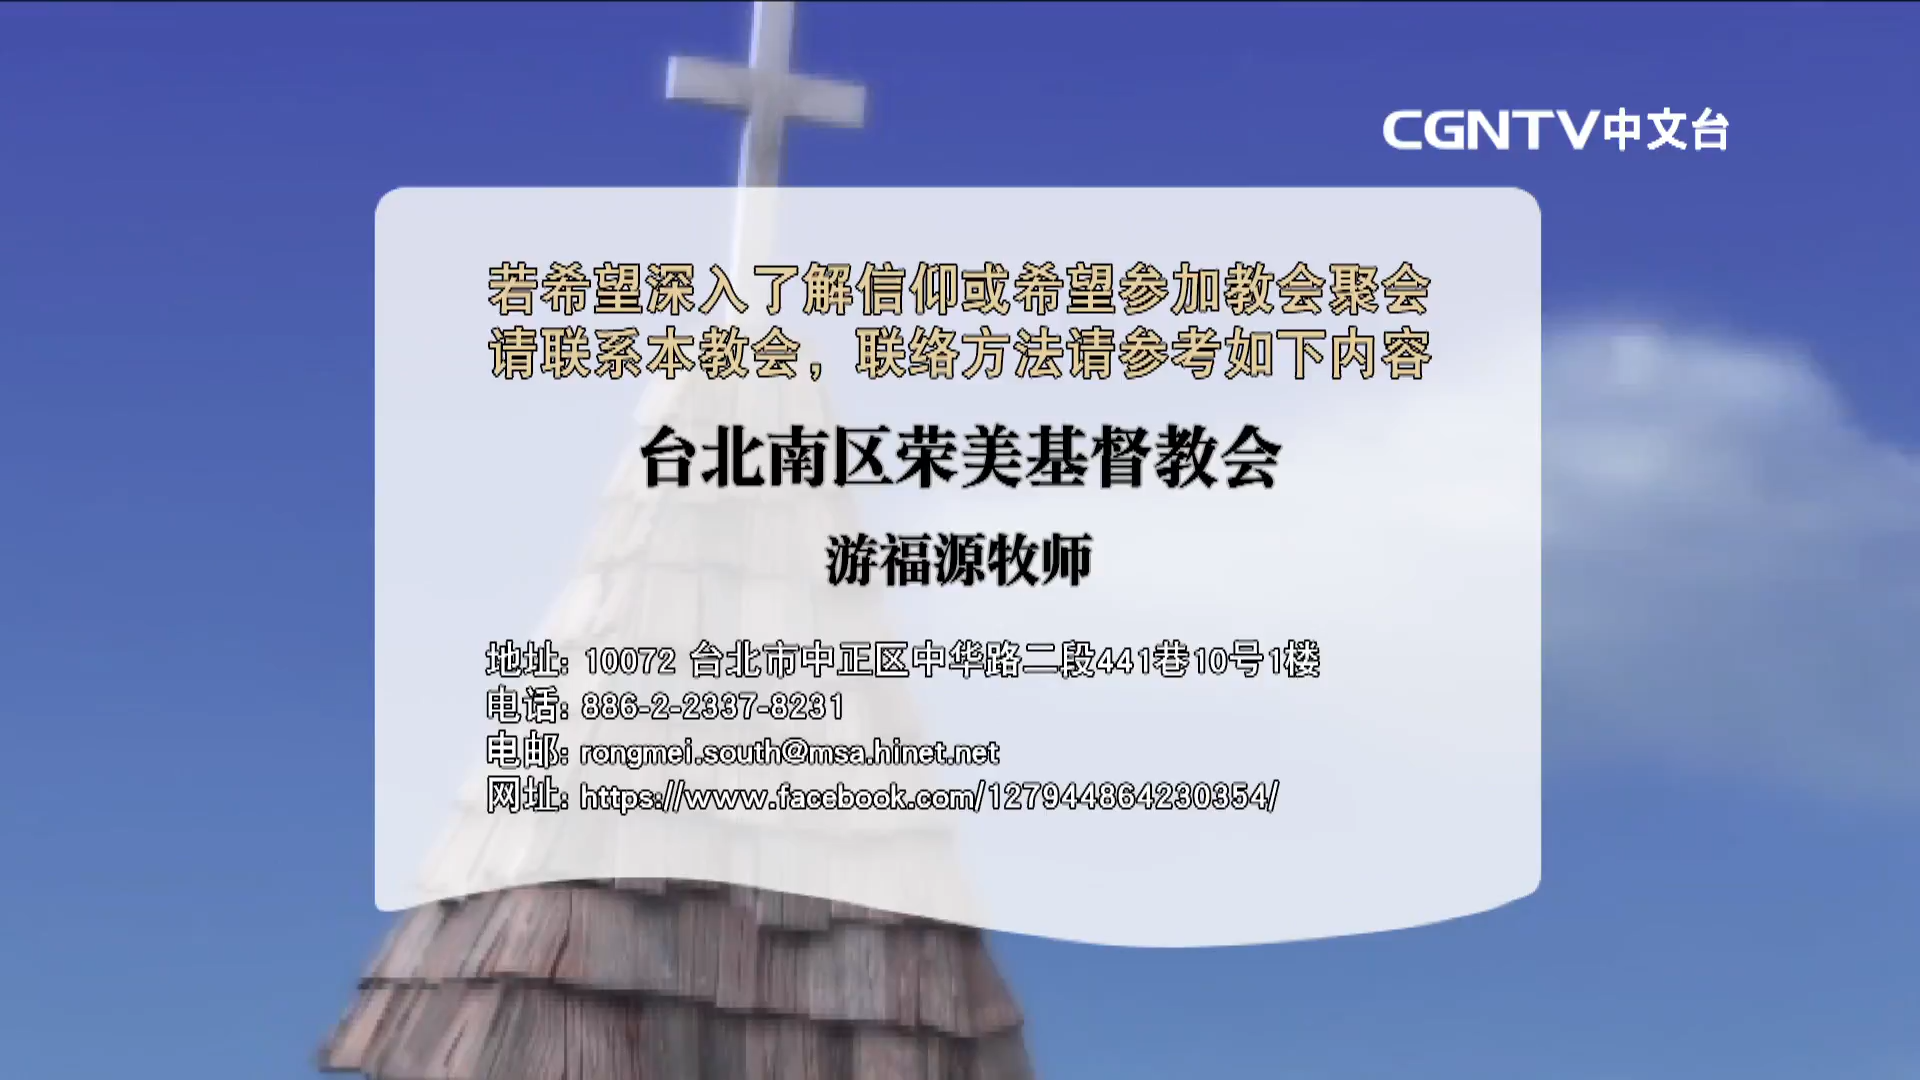 CGNTV中文台
若希望深入了解信仰或希望参加教会聚会
请联系本教会，联络方法请参考如下内容
台北南区荣美基督教会
游福源牧师
地址: 10072 台北市中正区中华路二段441巷10号1楼
电话: 886-2-2337-8231
电邮: rongmei.south@msa.hinet.net
网址: https://www.facebook.com/127944864230354/